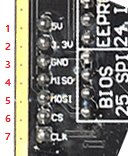 1 5V
2 3.3V
3 GND
4 MISO
5 MOSI
6 CS
7 CLK
EEPR
24
BIOS
25 SPI